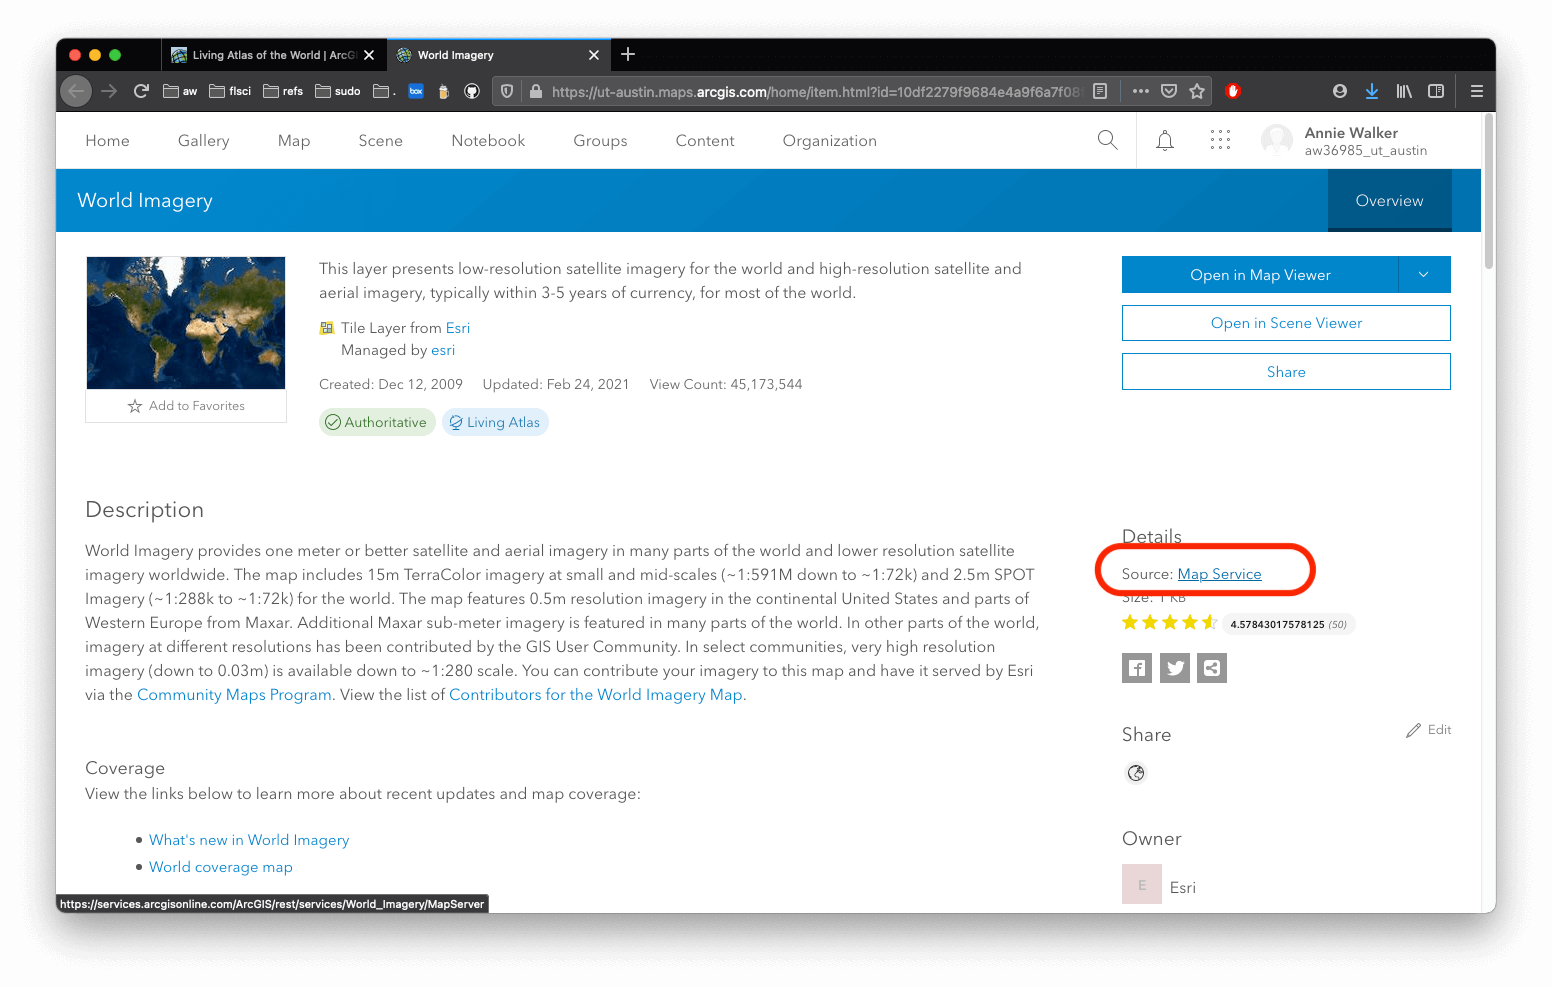 Living Atlas of the World | ArcG
World Imagery
aw
flsci
refs
sudo
.
box
https://ut-austin.maps.arcgis.com/home/item.html?id=10df2279f9684e4a9f6a7f08
Home
Gallery
Map
Scene
Notebook
Groups
Content
Organization
Annie Walker
aw36985_ut_austin
World Imagery
Overview
This layer presents low-resolution satellite imagery for the world and high-resolution satellite and
aerial imagery, typically within 3-5 years of currency, for most of the world.
Tile Layer from Esri
Managed by esri
Created: Dec 12, 2009 Updated: Feb 24, 2021 View Count: 45,173,544
Authoritative
Living Atlas
Add to Favorites
Open in Map Viewer
Open in Scene Viewer
Share
Description
World Imagery provides one meter or better satellite and aerial imagery in many parts of the world and lower resolution satellite
imagery worldwide. The map includes 15m TerraColor imagery at small and mid-scales (~1:591M down to ~1:72k) and 2.5m SPOT
Imagery (~1:288k to ~1:72k) for the world. The map features 0.5m resolution imagery in the continental United States and parts of
Western Europe from Maxar. Additional Maxar sub-meter imagery is featured in many parts of the world. In other parts of the world,
imagery at different resolutions has been contributed by the GIS User Community. In select communities, very high resolution
imagery (down to 0.03m) is available down to ~1:280 scale. You can contribute your imagery to this map and have it served by Esri
via the Community Maps Program. View the list of Contributors for the World Imagery Map.
Coverage
View the links below to learn more about recent updates and map coverage:
What's new in World Imagery
World coverage map
Details
Source: Map Service
Size: 1 KB
4.57843017578125 (50)
Share
Edit
Owner
E
Esri
https://services.arcgisonline.com/ArcGIS/rest/services/World_Imagery/MapServer